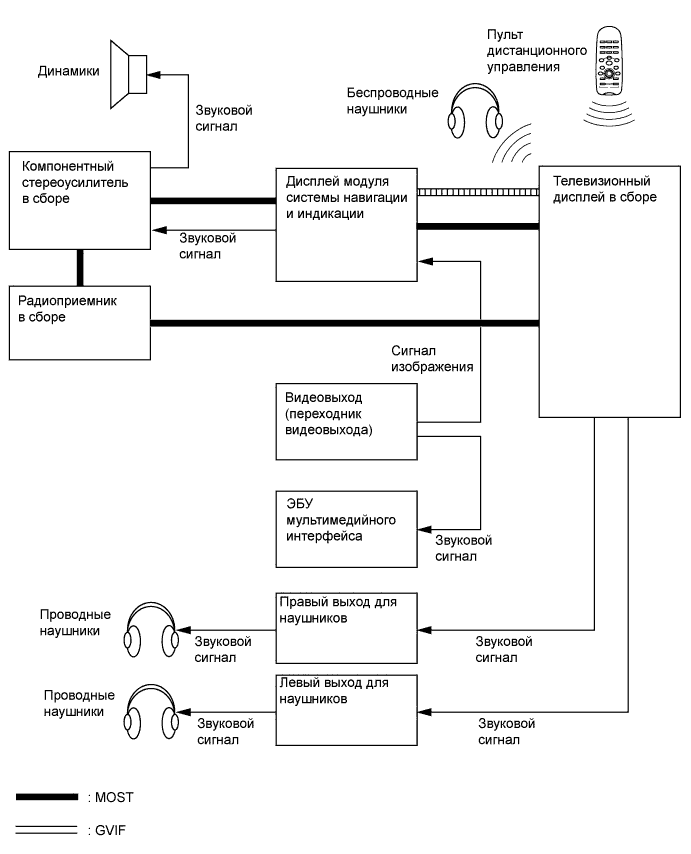 Пульт
дистанционного
управления
Динамики
Беспроводные
наушники
Звуковой
сигнал
Компонентный
стереоусилитель
в сборе
Дисплей модуля
системы навигации
и индикации
Телевизионный
дисплей в сборе
Звуковой
сигнал
Радиоприемник
в сборе
Сигнал
изображения
Видеовыход
(переходник
видеовыхода)
ЭБУ
мультимедийного
интерфейса
Звуковой
сигнал
Проводные
наушники
Звуковой
сигнал
Правый выход для
наушников
Звуковой
сигнал
Проводные
наушники
Звуковой
сигнал
Левый выход для
наушников
Звуковой
сигнал
: MOST
: GVIF